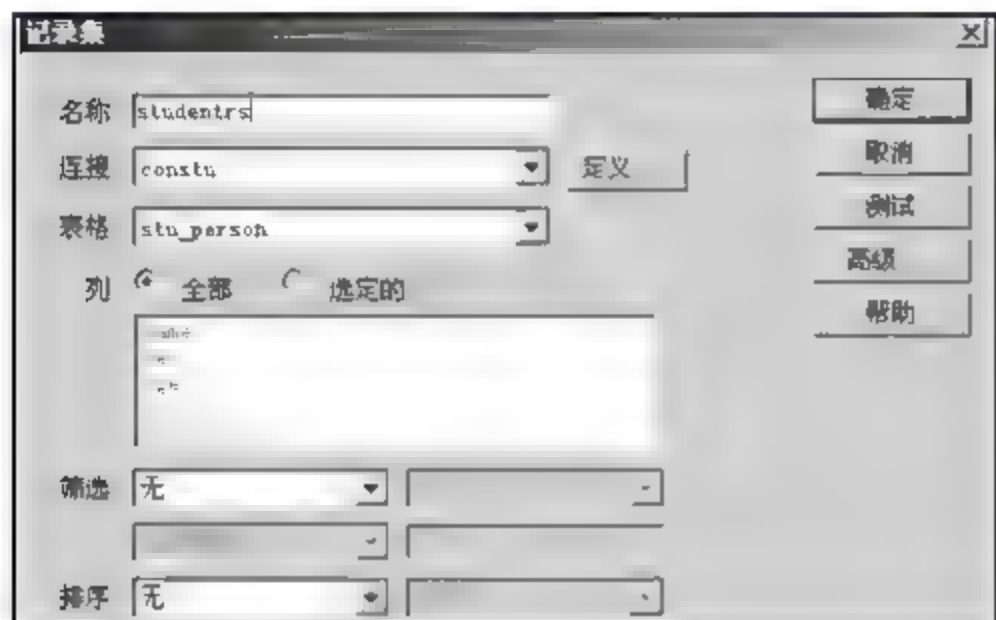 记录集
名称 studentrs
连接 constu 定义
表格 stu_person
列 全部 选定的
筛选 无
排序 无
确定
取消
测试
高级
帮助